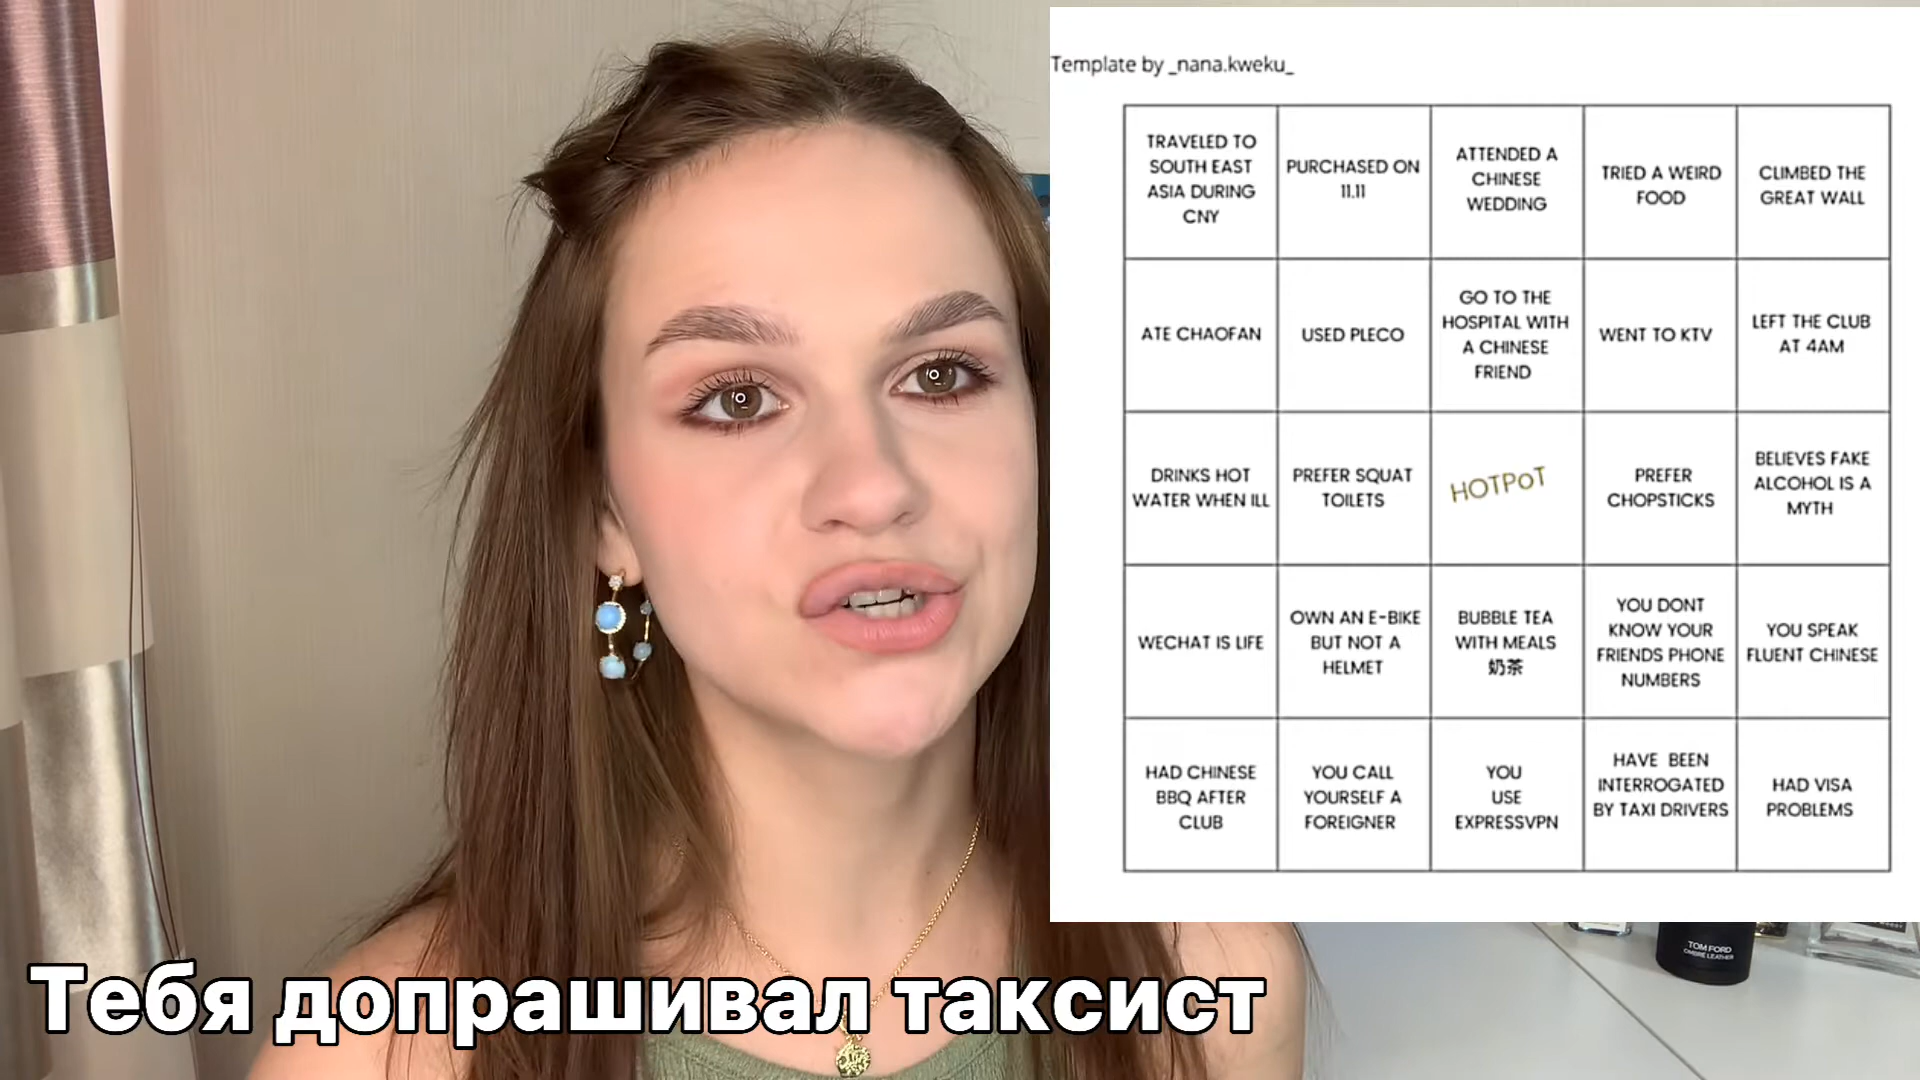 Template by _nana.kweku_
TRAVELED TO
SOUTH EAST
ASIA DURING
CNY
PURCHASED ON
11.11
ATTENDED A
CHINESE
WEDDING
TRIED A WEIRD
FOOD
CLIMBED THE
GREAT WALL
ATE CHAOFAN
USED PLECO
GO TO THE
HOSPITAL WITH
A CHINESE
FRIEND
WENT TO KTV
LEFT THE CLUB
AT 4AM
DRINKS HOT
WATER WHEN ILL
PREFER SQUAT
TOILETS
HOTPoT
PREFER
CHOPSTICKS
BELIEVES FAKE
ALCOHOL IS A
MYTH
WECHAT IS LIFE
OWN AN E-BIKE
BUT NOT A
HELMET
BUBBLE TEA
WITH MEALS
奶茶
YOU DONT
KNOW YOUR
FRIENDS PHONE
NUMBERS
YOU SPEAK
FLUENT CHINESE
HAD CHINESE
BBQ AFTER
CLUB
YOU CALL
YOURSELF A
FOREIGNER
YOU
USE
EXPRESSVPN
HAVE BEEN
INTERROGATED
BY TAXI DRIVERS
HAD VISA
PROBLEMS
TOM FORD
OMBRÉ LEATHER
Тебя допрашивал таксист